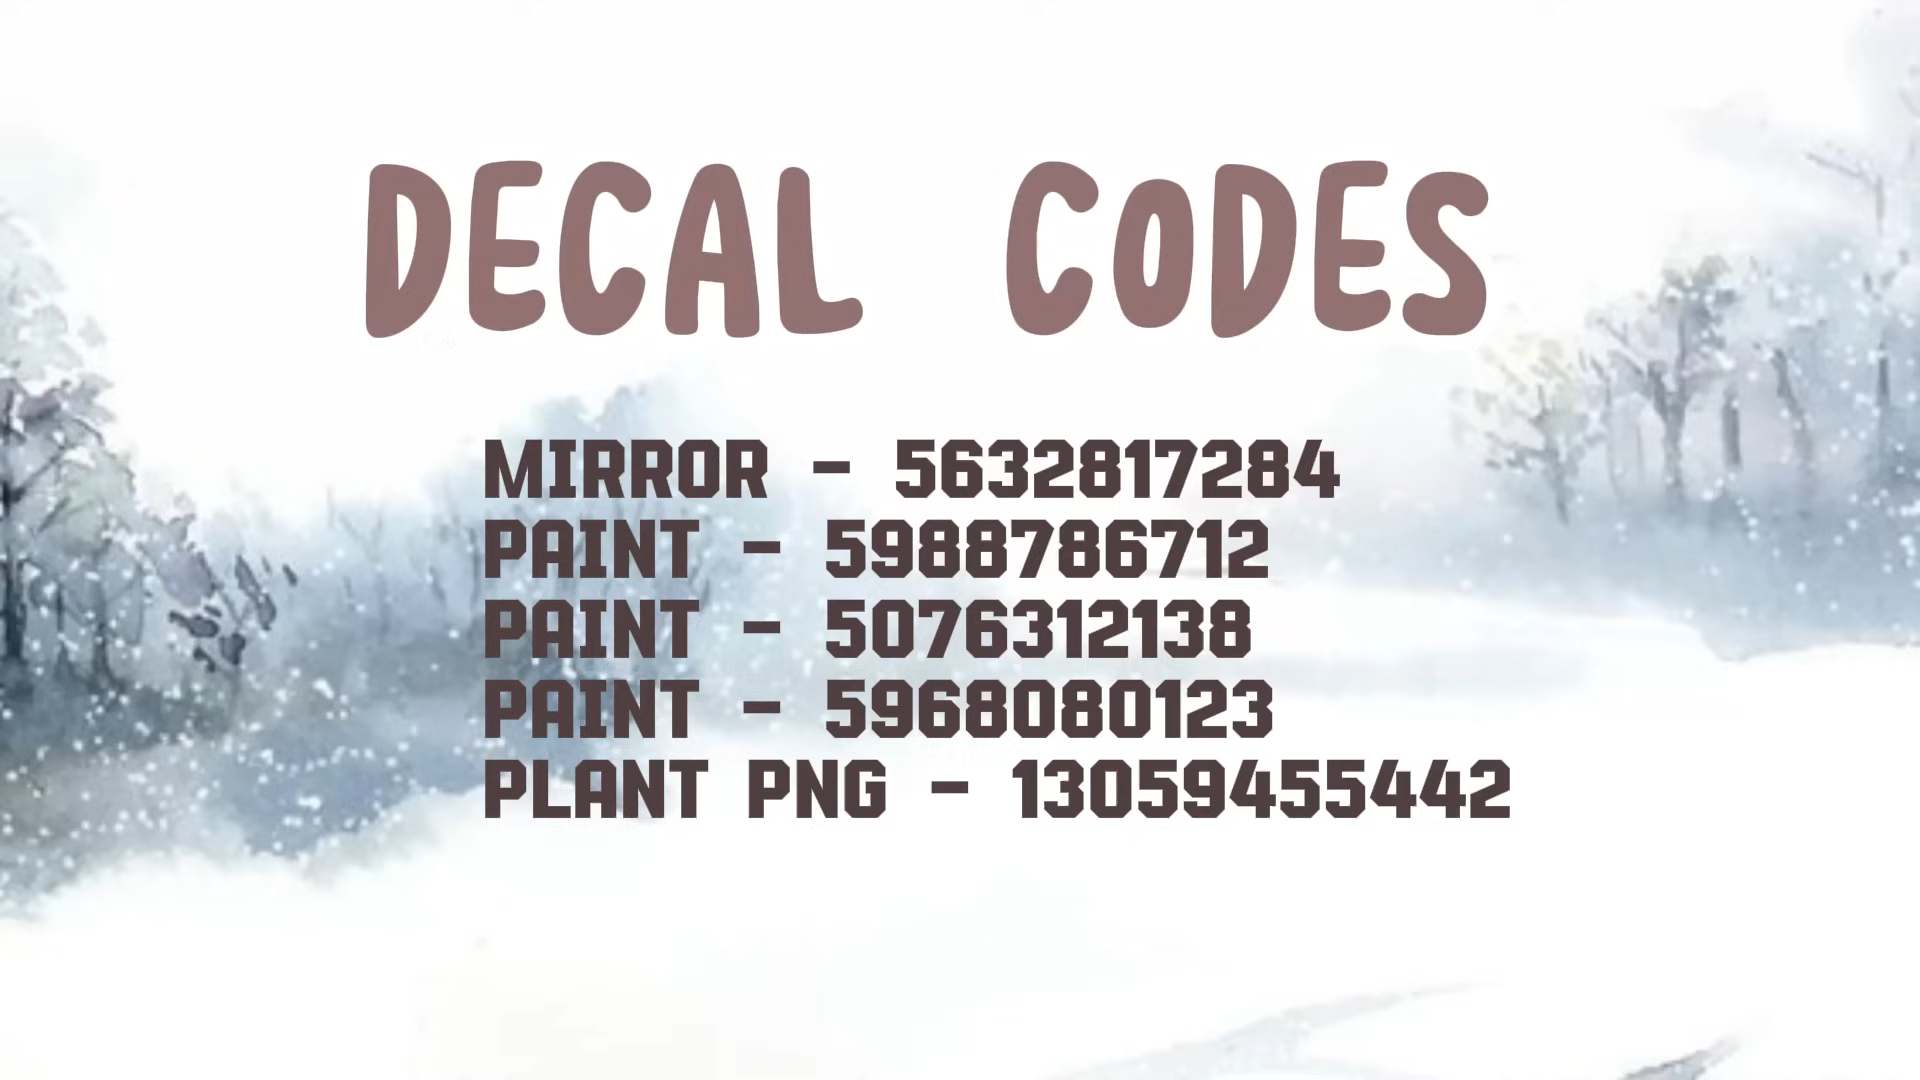 DECAL CODES
MIRROR - 5632817284
PAINT - 5988786712
PAINT - 5076312138
PAINT - 5968080123
PLANT PNG - 13059455442